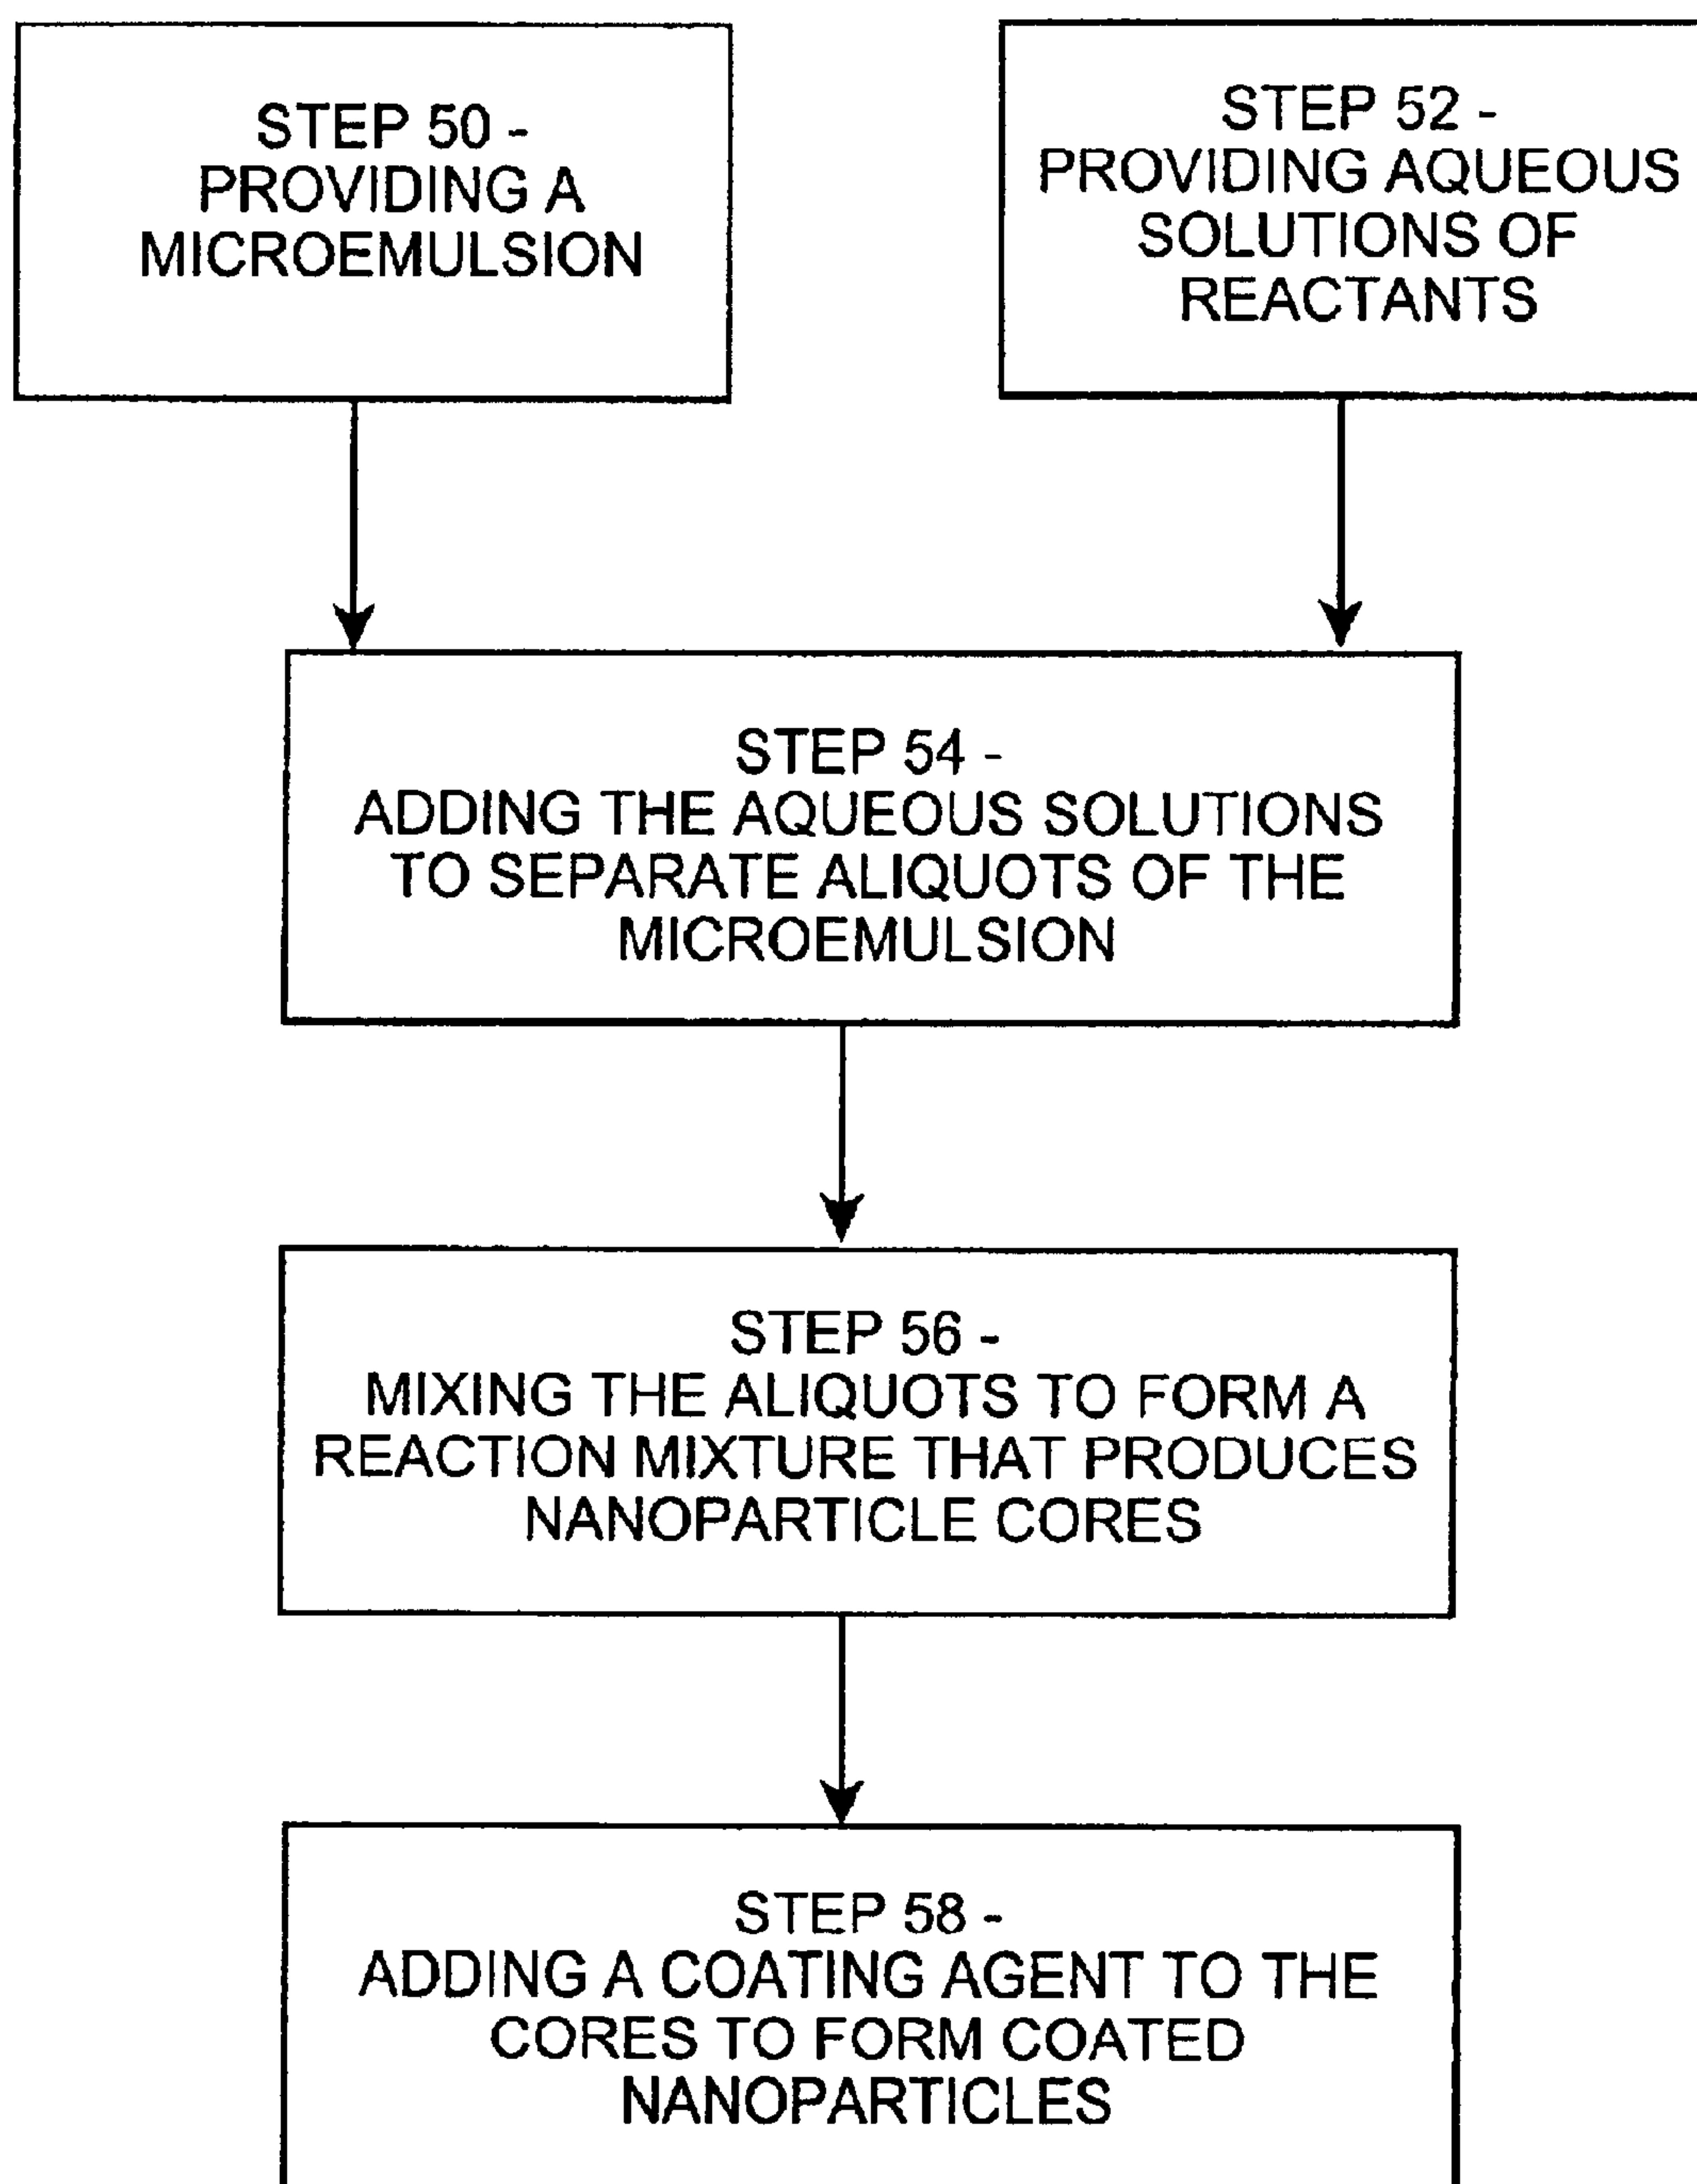 STEP 50 -
PROVIDING A
MICROEMULSION
STEP 52 -
PROVIDING AQUEOUS
SOLUTIONS OF
REACTANTS
STEP 54 -
ADDING THE AQUEOUS SOLUTIONS
TO SEPARATE ALIQUOTS OF THE
MICROEMULSION
STEP 56 -
MIXING THE ALIQUOTS TO FORM A
REACTION MIXTURE THAT PRODUCES
NANOPARTICLE CORES
STEP 58 -
ADDING A COATING AGENT TO THE
CORES TO FORM COATED
NANOPARTICLES